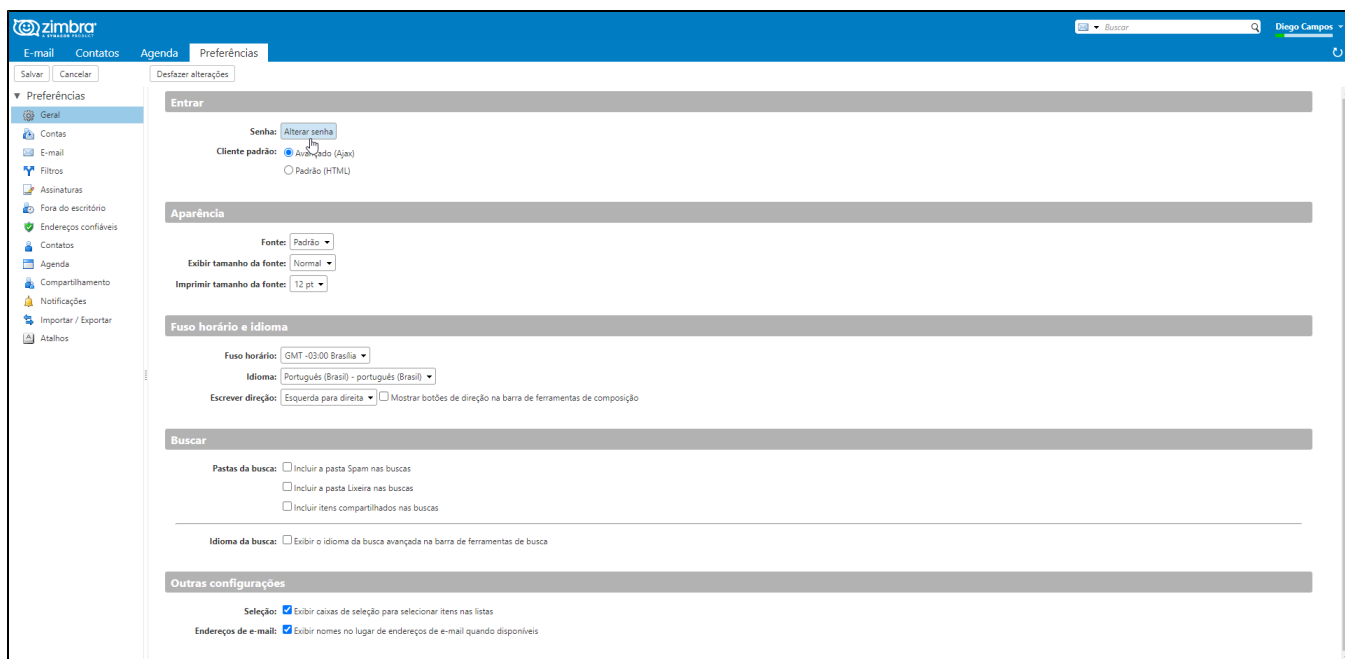 zimbra
A SYNACOR PRODUCT
Buscar
Diego Campos
E-mail Contatos Agenda Preferências
Salvar Cancelar Desfazer alterações
Preferências
Geral
Contas
E-mail
Filtros
Assinaturas
Fora do escritório
Endereços confiáveis
Contatos
Agenda
Compartilhamento
Notificações
Importar / Exportar
Atalhos
Entrar
Senha: Alterar senha
Cliente padrão: Avançado (Ajax)
Padrão (HTML)
Aparência
Fonte: Padrão
Exibir tamanho da fonte: Normal
Imprimir tamanho da fonte: 12 pt
Fuso horário e idioma
Fuso horário: GMT -03:00 Brasília
Idioma: Português (Brasil) - português (Brasil)
Escrever direção: Esquerda para direita Mostrar botões de direção na barra de ferramentas de composição
Buscar
Pastas da busca: Incluir a pasta Spam nas buscas
Incluir a pasta Lixeira nas buscas
Incluir itens compartilhados nas buscas
Idioma da busca: Exibir o idioma da busca avançada na barra de ferramentas de busca
Outras configurações
Seleção: Exibir caixas de seleção para selecionar itens nas listas
Endereços de e-mail: Exibir nomes no lugar de endereços de e-mail quando disponíveis